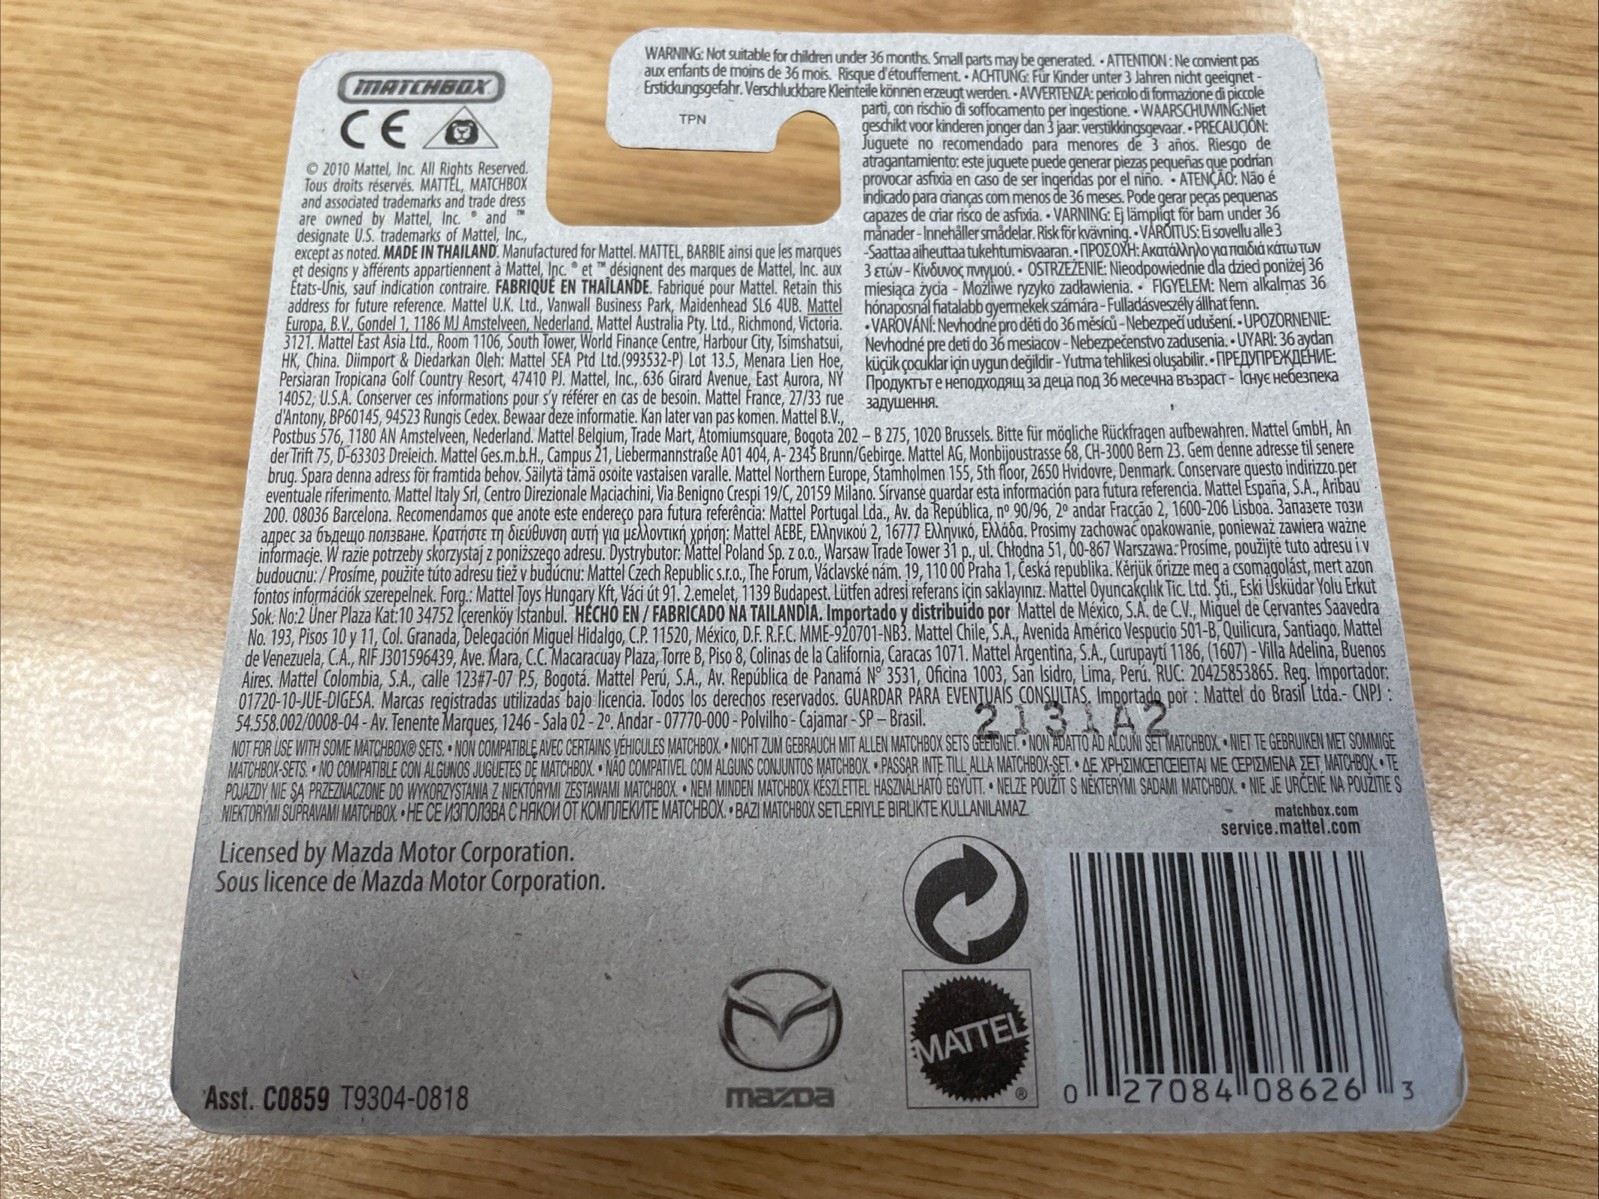 MATCHBOX
CE
© 2010 Mattel, Inc. All Rights Reserved.
Tous droits réservés. MATTEL, MATCHBOX
and associated trademarks and trade dress
are owned by Mattel, Inc. ® and ™
designate U.S. trademarks of Mattel, Inc.,
except as noted. MADE IN THAILAND. Manufactured for Mattel. MATTEL, BARBIE ainsi que les marques
et designs y afférents appartiennent à Mattel, Inc. ® et ™ désignent des marques de Mattel, Inc. aux
États-Unis, sauf indication contraire. FABRIQUÉ EN THAÏLANDE. Fabriqué pour Mattel. Retain this
address for future reference. Mattel U.K. Ltd., Vanwall Business Park, Maidenhead SL6 4UB. Mattel
Europa, B.V., Gondel 1, 1186 MJ Amstelveen, Nederland. Mattel Australia Pty. Ltd., Richmond, Victoria.
3121. Mattel East Asia Ltd., Room 1106, South Tower, World Finance Centre, Harbour City, Tsimshatsui,
HK, China. Diimport & Diedarkan Oleh: Mattel SEA Ptd Ltd.(993532-P) Lot 13.5, Menara Lien Hoe,
Persiaran Tropicana Golf Country Resort, 47410 PJ. Mattel, Inc., 636 Girard Avenue, East Aurora, NY
14052, U.S.A. Conserver ces informations pour s'y référer en cas de besoin. Mattel France, 27/33 rue
d'Antony, BP60145, 94523 Rungis Cedex. Bewaar deze informatie. Kan later van pas komen. Mattel B.V.,
WARNING: Not suitable for children under 36 months. Small parts may be generated. • ATTENTION : Ne convient pas
aux enfants de moins de 36 mois. Risque d'étouffement. • ACHTUNG: Für Kinder unter 3 Jahren nicht geeignet -
Erstickungsgefahr. Verschluckbare Kleinteile können erzeugt werden. • AVVERTENZA: pericolo di formazione di piccole
TPN
parti, con rischio di soffocamento per ingestione. • WAARSCHUWING:Niet
geschikt voor kinderen jonger dan 3 jaar. verstikkingsgevaar. • PRECAUCIÓN:
Juguete no recomendado para menores de 3 años. Riesgo de
atragantamiento: este juguete puede generar piezas pequeñas que podrían
provocar asfixia en caso de ser ingeridas por el niño. • ATENÇÃO: Não é
indicado para crianças com menos de 36 meses. Pode gerar peças pequenas
capazes de criar risco de asfixia. • VARNING: Ej lämpligt för barn under 36
månader - Innehåller smådelar. Risk för kvävning. • VAROITUS: Ei sovellu alle 3
-Saattaa aiheuttaa tukehtumisvaaran. • ΠΡΟΣΟΧΗ: Ακατάλληλο για παιδιά κάτω των
3 ετών - Κίνδυνος πνιγμού. • OSTRZEŻENIE: Nieodpowiednie dla dzieci poniżej 36
miesiąca życia - Możliwe ryzyko zadławienia. • FIGYELEM: Nem alkalmas 36
hónaposnál fiatalabb gyermekek számára - Fulladásveszély állhat fenn.
• VAROVÁNÍ: Nevhodné pro děti do 36 měsíců - Nebezpečí udušení. • UPOZORNENIE:
Nevhodné pre deti do 36 mesiacov - Nebezpečenstvo zadusenia. • UYARI: 36 aydan
küçük çocuklar için uygun değildir - Yutma tehlikesi oluşabilir. • ПРЕДУПРЕЖДЕНИЕ:
Продуктът е неподходящ за деца под 36 месечна възраст - Існує небезпека
задушення.
Postbus 576, 1180 AN Amstelveen, Nederland. Mattel Belgium, Trade Mart, Atomiumsquare, Bogota 202 – B 275, 1020 Brussels. Bitte für mögliche Rückfragen aufbewahren. Mattel GmbH, An
der Trift 75, D-63303 Dreieich. Mattel Ges.m.b.H., Campus 21, Liebermannstraße A01 404, A- 2345 Brunn/Gebirge. Mattel AG, Monbijoustrasse 68, CH-3000 Bern 23. Gem denne adresse til senere
brug. Spara denna adress för framtida behov. Säilytä tämä osoite vastaisen varalle. Mattel Northern Europe, Stamholmen 155, 5th floor, 2650 Hvidovre, Denmark. Conservare questo indirizzo per
eventuale riferimento. Mattel Italy Srl, Centro Direzionale Maciachini, Via Benigno Crespi 19/C, 20159 Milano. Sírvanse guardar esta información para futura referencia. Mattel España, S.A., Aribau
200. 08036 Barcelona. Recomendamos que anote este endereço para futura referência: Mattel Portugal Lda., Av. da República, nº 90/96, 2º andar Fracção 2, 1600-206 Lisboa. Запазете този
адрес за бъдещо ползване. Κρατήστε τη διεύθυνση αυτή για μελλοντική χρήση: Mattel AEBE, Ελληνικού 2, 16777 Ελληνικό, Ελλάδα. Prosimy zachować opakowanie, ponieważ zawiera ważne
informacje. W razie potrzeby skorzystaj z poniższego adresu. Dystrybutor: Mattel Poland Sp. z o.o., Warsaw Trade Tower 31 p., ul. Chłodna 51, 00-867 Warszawa. Prosíme, použijte tuto adresu i v
budoucnu: / Prosíme, použite túto adresu tiež v budúcnu: Mattel Czech Republic s.r.o., The Forum, Václavské nám. 19, 110 00 Praha 1, Česká republika. Kérjük őrizze meg a csomagolást, mert azon
fontos információk szerepelnek. Forg.: Mattel Toys Hungary Kft, Váci út 91. 2.emelet, 1139 Budapest. Lütfen adresi referans için saklayınız. Mattel Oyuncakçılık Tic. Ltd. Şti., Eski Üsküdar Yolu Erkut
Sok. No:2 Üner Plaza Kat:10 34752 İçerenköy İstanbul. HECHO EN / FABRICADO NA TAILANDIA. Importado y distribuido por Mattel de México, S.A. de C.V., Miguel de Cervantes Saavedra
No. 193, Pisos 10 y 11, Col. Granada, Delegación Miguel Hidalgo, C.P. 11520, México, D.F. R.F.C. MME-920701-NB3. Mattel Chile, S.A., Avenida Américo Vespucio 501-B, Quilicura, Santiago. Mattel
de Venezuela, C.A., RIF J301596439, Ave. Mara, C.C. Macaracuay Plaza, Torre B, Piso 8, Colinas de la California, Caracas 1071. Mattel Argentina, S.A., Curupaytí 1186, (1607) - Villa Adelina, Buenos
Aires. Mattel Colombia, S.A., calle 123#7-07 P.5, Bogotá. Mattel Perú, S.A., Av. República de Panamá N° 3531, Oficina 1003, San Isidro, Lima, Perú. RUC: 20425853865. Reg. Importador:
01720-10-JUE-DIGESA. Marcas registradas utilizadas bajo licencia. Todos los derechos reservados. GUARDAR PARA EVENTUAIS CONSULTAS. Importado por : Mattel do Brasil Ltda.- CNPJ :
54.558.002/0008-04 - Av. Tenente Marques, 1246 - Sala 02 - 2º. Andar - 07770-000 - Polvilho - Cajamar - SP – Brasil.
2131A2
NOT FOR USE WITH SOME MATCHBOX® SETS. • NON COMPATIBLE AVEC CERTAINS VÉHICULES MATCHBOX. • NICHT ZUM GEBRAUCH MIT ALLEN MATCHBOX SETS GEEIGNET. • NON ADATTO AD ALCUNI SET MATCHBOX. • NIET TE GEBRUIKEN MET SOMMIGE
MATCHBOX-SETS. • NO COMPATIBLE CON ALGUNOS JUGUETES DE MATCHBOX. • NÃO COMPATÍVEL COM ALGUNS CONJUNTOS MATCHBOX. • PASSAR INTE TILL ALLA MATCHBOX-SET. • ΔΕ ΧΡΗΣΙΜΟΠΟΙΕΙΤΑΙ ΜΕ ΟΡΙΣΜΕΝΑ ΣΕΤ MATCHBOX. • TE
POJAZDY NIE SĄ PRZEZNACZONE DO WYKORZYSTANIA Z NIEKTÓRYMI ZESTAWAMI MATCHBOX. • NEM MINDEN MATCHBOX KÉSZLETTEL HASZNÁLHATÓ EGYÜTT. • NELZE POUŽÍT S NĚKTERÝMI SADAMI MATCHBOX. • NIE JE URČENÉ NA POUŽITIE S
NIEKTORÝMI SÚPRAVAMI MATCHBOX. • НЕ СЕ ИЗПОЛЗВА С НЯКОИ ОТ КОМПЛЕКИТЕ MATCHBOX. • BAZI MATCHBOX SETLERIYLE BIRLIKTE KULLANILAMAZ.
matchbox.com
service.mattel.com
Licensed by Mazda Motor Corporation.
Sous licence de Mazda Motor Corporation.
mazda
MATTEL
®
Asst. C0859 T9304-0818
0 27084 08626 3